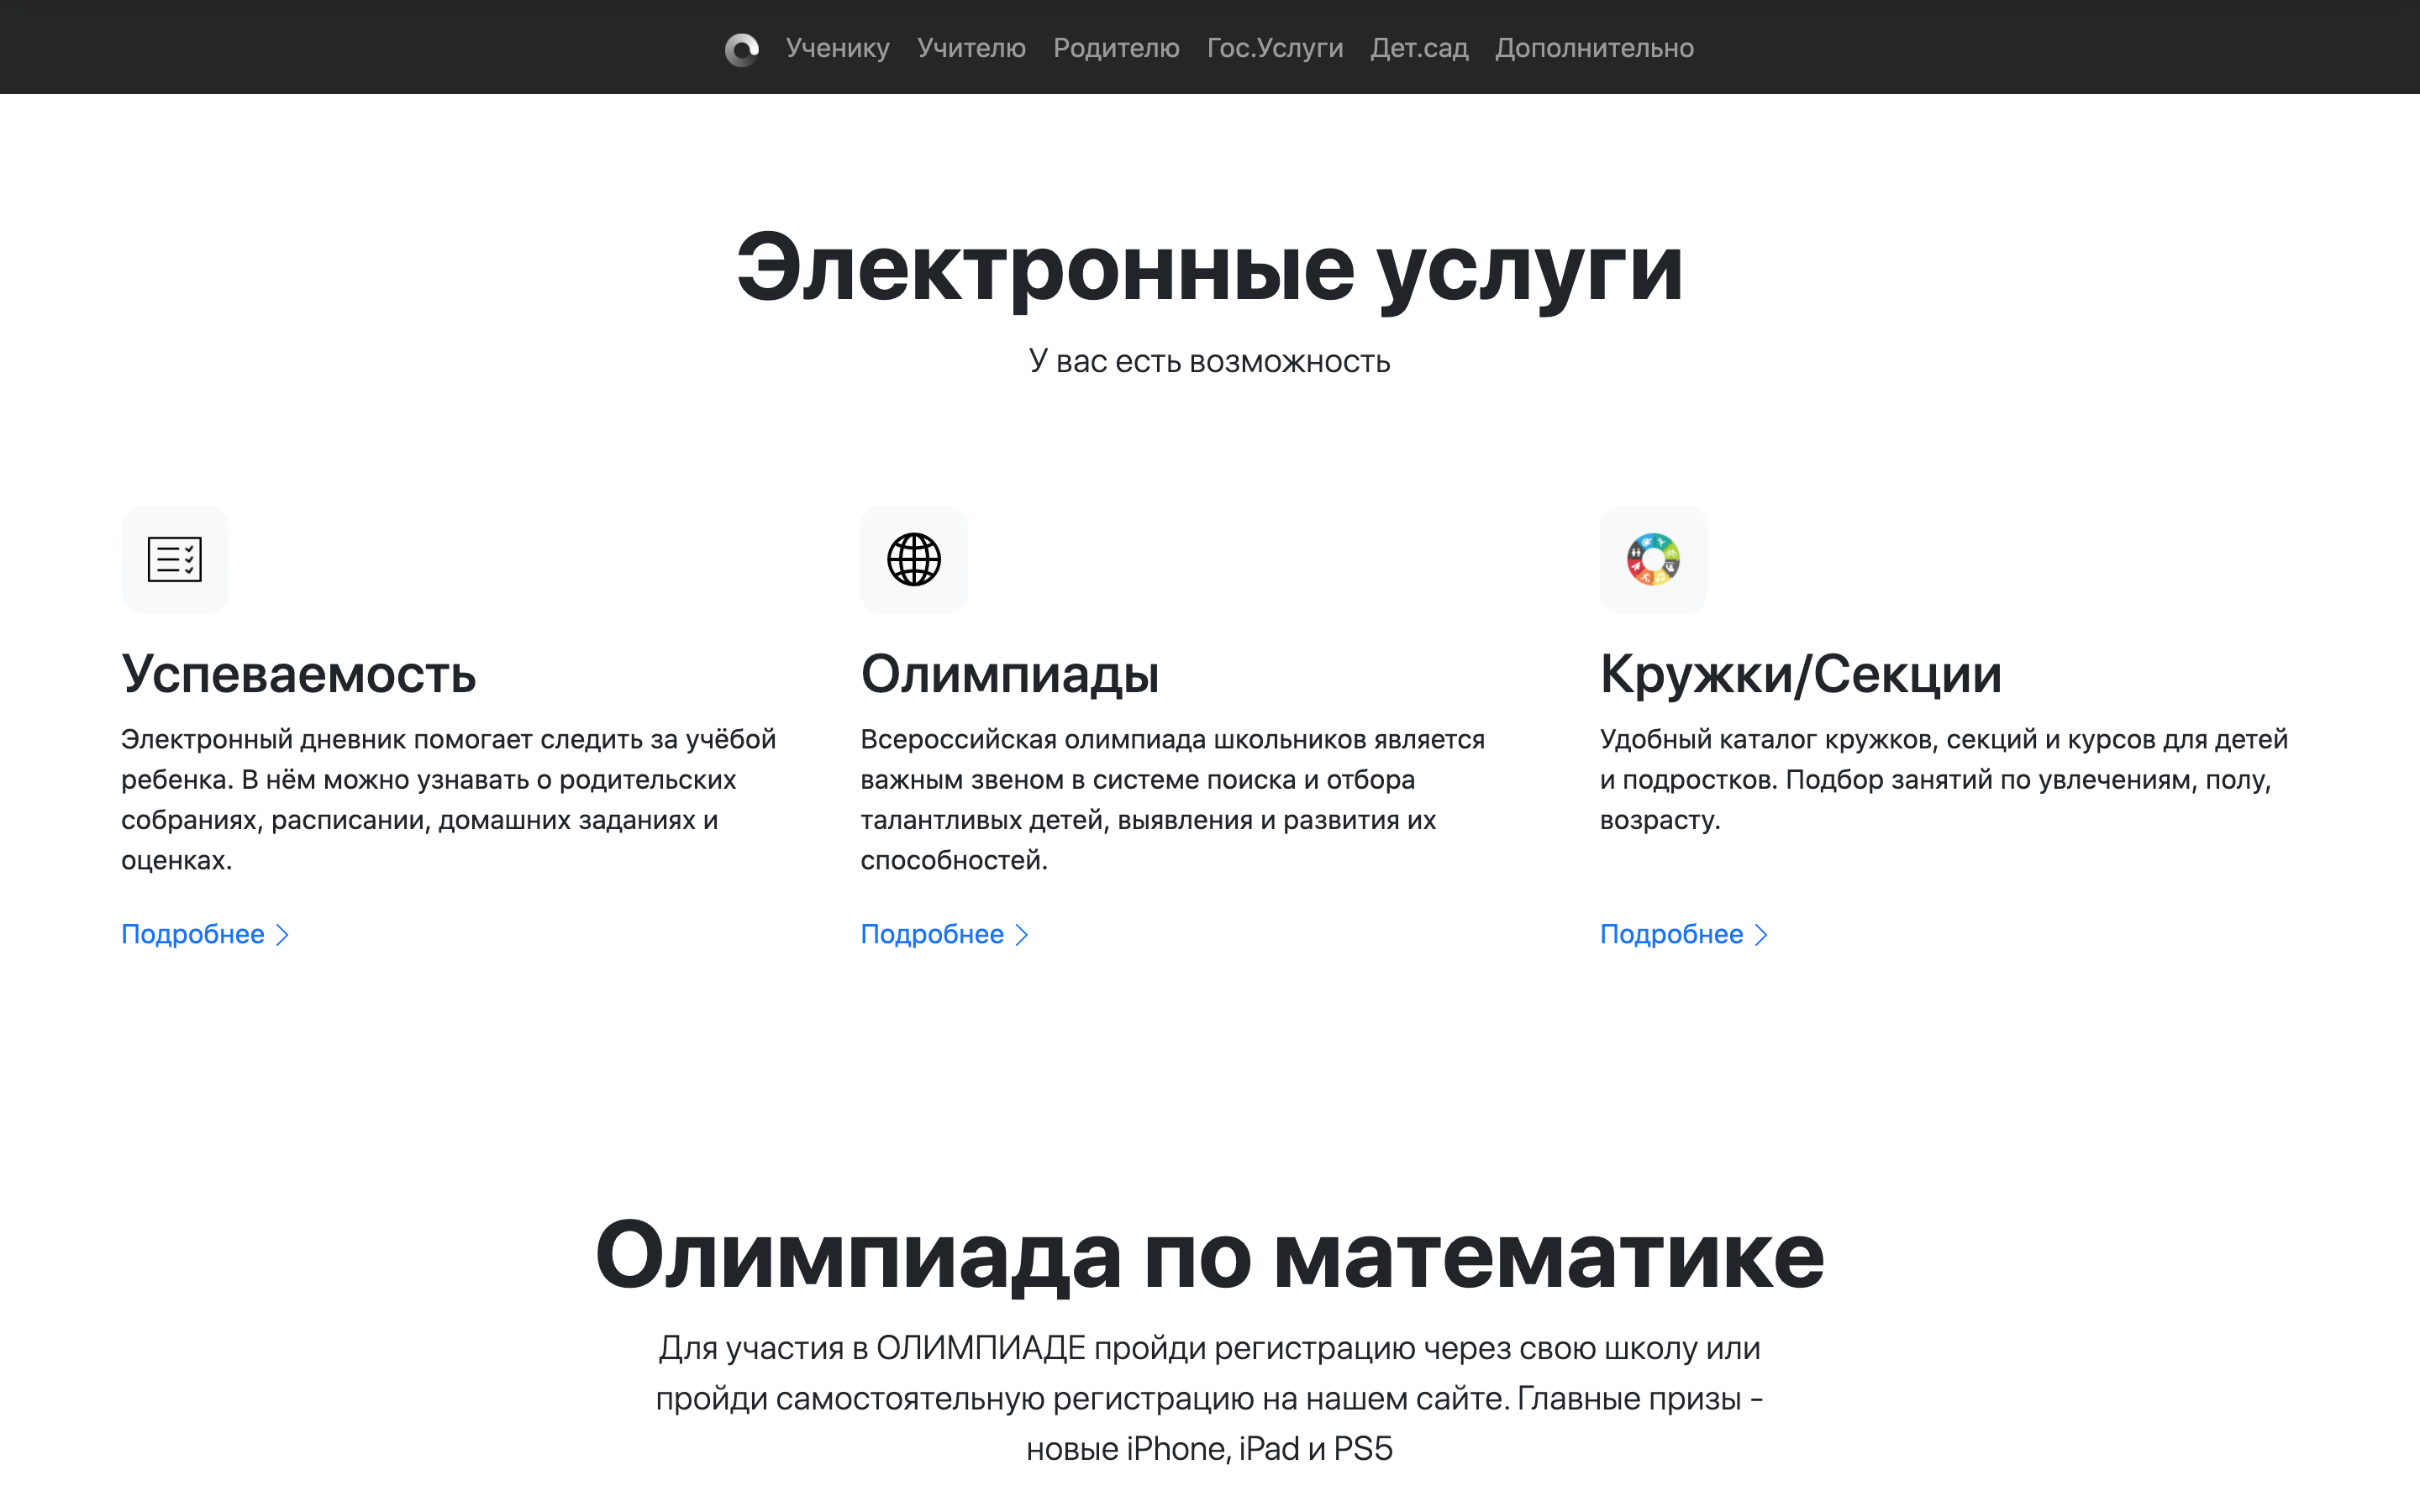 Ученику Учителю Родителю Гос.Услуги Дет.сад Дополнительно
Электронные услуги
У вас есть возможность
Успеваемость
Электронный дневник помогает следить за учёбой
ребенка. В нём можно узнавать о родительских
собраниях, расписании, домашних заданиях и
оценках.
Подробнее
Олимпиады
Всероссийская олимпиада школьников является
важным звеном в системе поиска и отбора
талантливых детей, выявления и развития их
способностей.
Подробнее
Кружки/Секции
Удобный каталог кружков, секций и курсов для детей
и подростков. Подбор занятий по увлечениям, полу,
возрасту.
Подробнее
Олимпиада по математике
Для участия в ОЛИМПИАДЕ пройди регистрацию через свою школу или
пройди самостоятельную регистрацию на нашем сайте. Главные призы -
новые iPhone, iPad и PS5